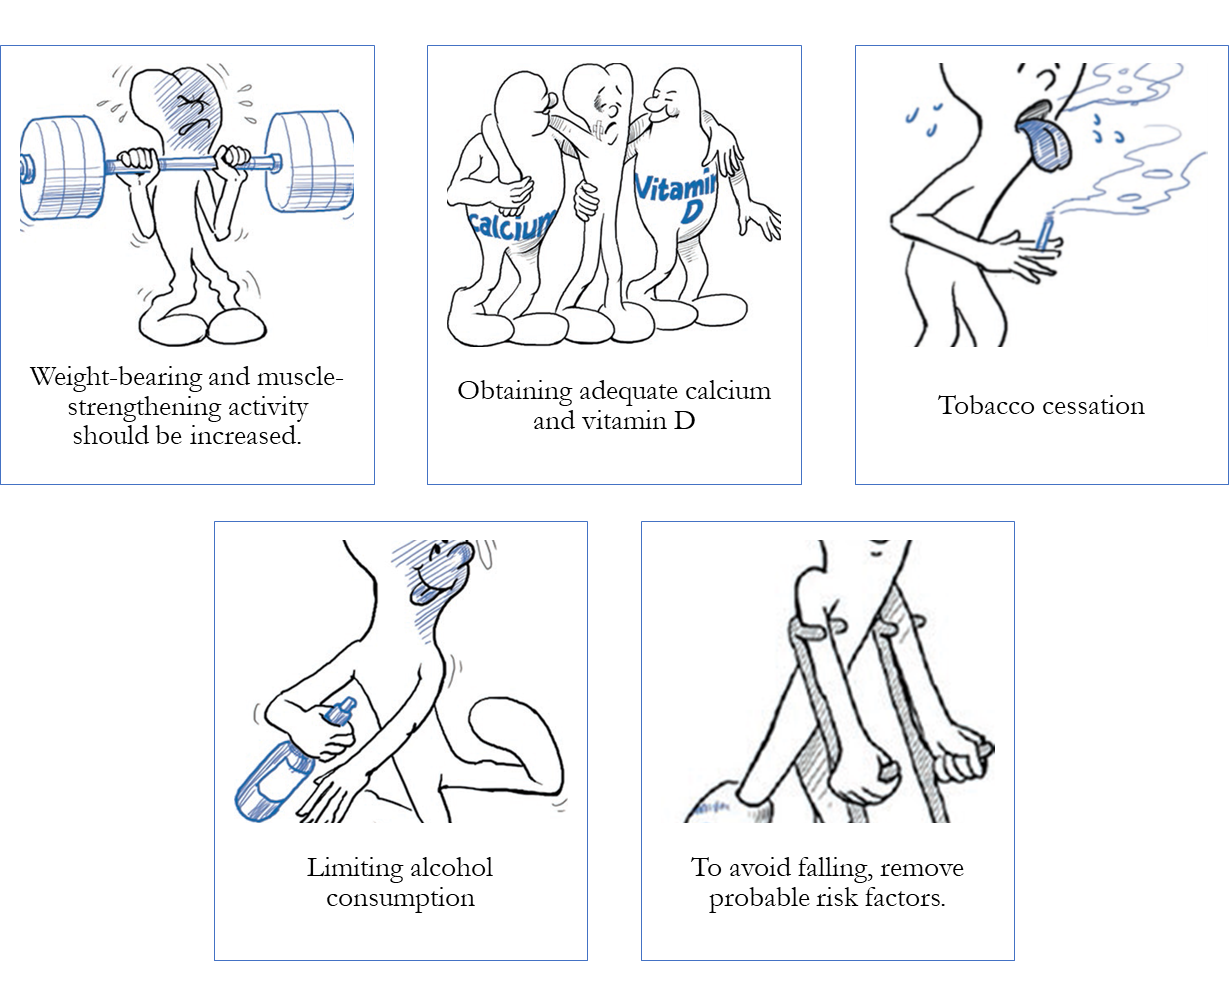 calcium
Vitamin
D
Weight-bearing and muscle-
strengthening activity
should be increased.
Obtaining adequate calcium
and vitamin D
Tobacco cessation
Limiting alcohol
consumption
To avoid falling, remove
probable risk factors.